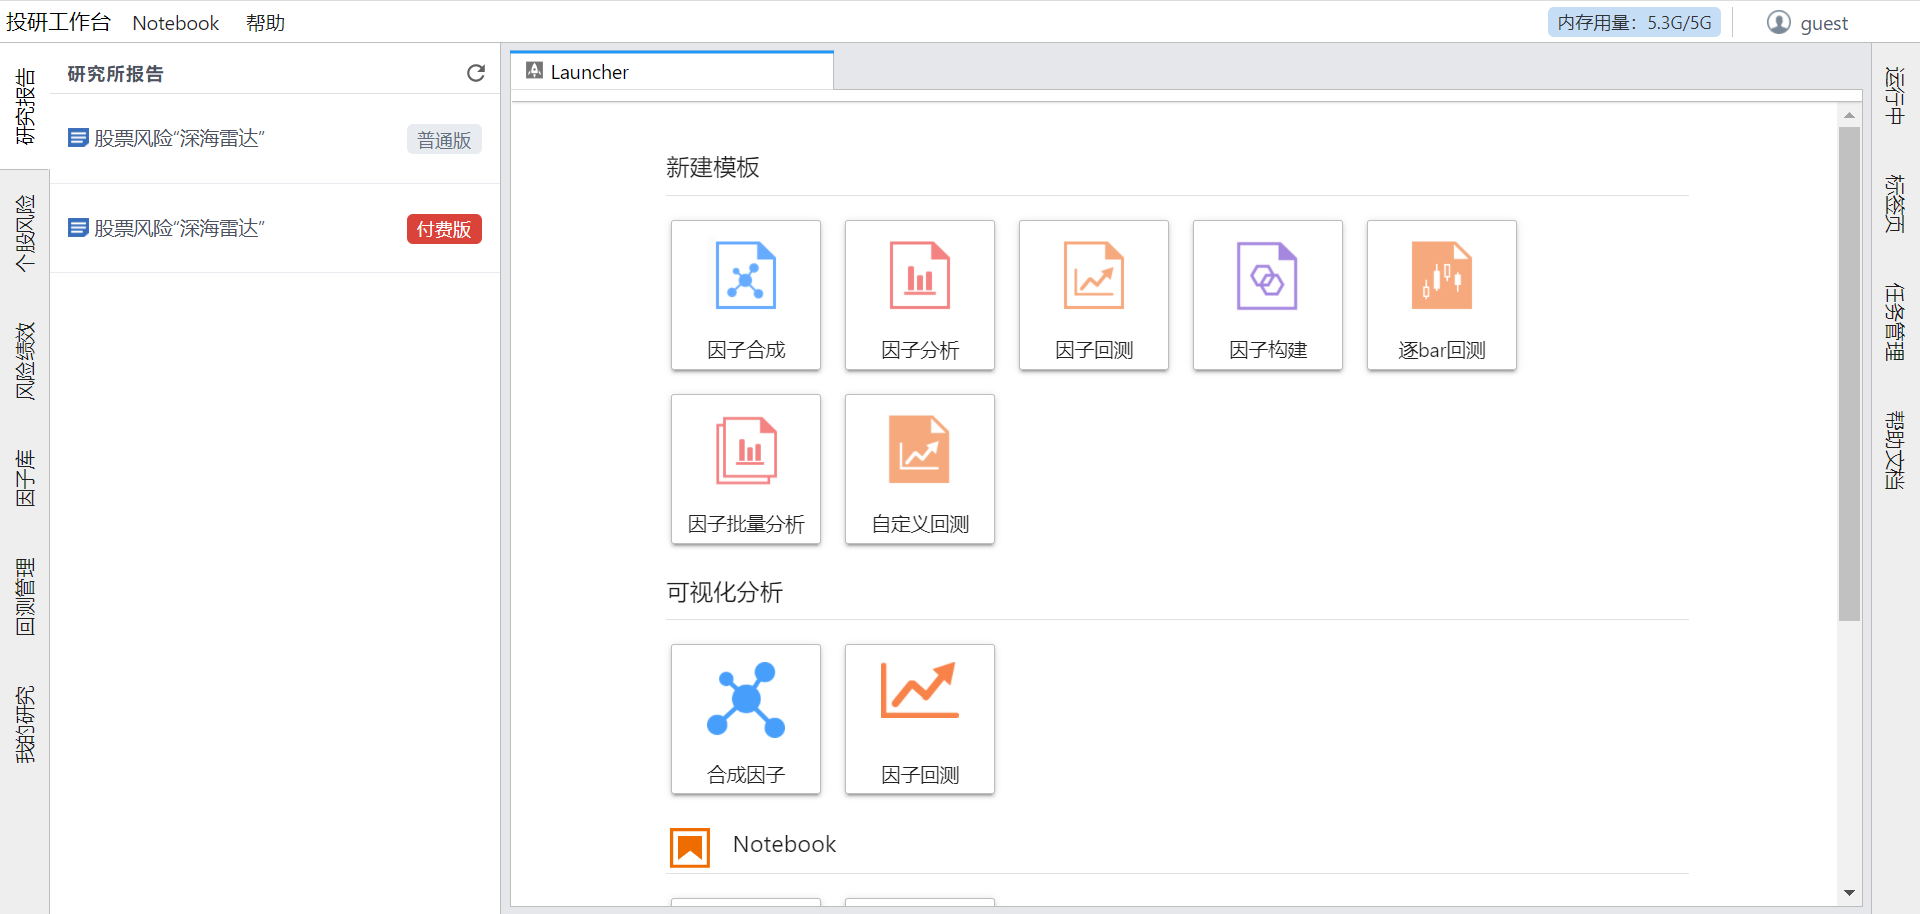 投研工作台 Notebook 帮助 内存用量：5.3G/5G guest
研究报告
个股风险
风险绩效
因子库
回测管理
我的研究
研究所报告
股票风险“深海雷达” 普通版
股票风险“深海雷达” 付费版
Launcher
新建模板
因子合成 因子分析 因子回测 因子构建 逐bar回测
因子批量分析 自定义回测
可视化分析
合成因子 因子回测
Notebook
运行中
标签页
任务管理
帮助文档